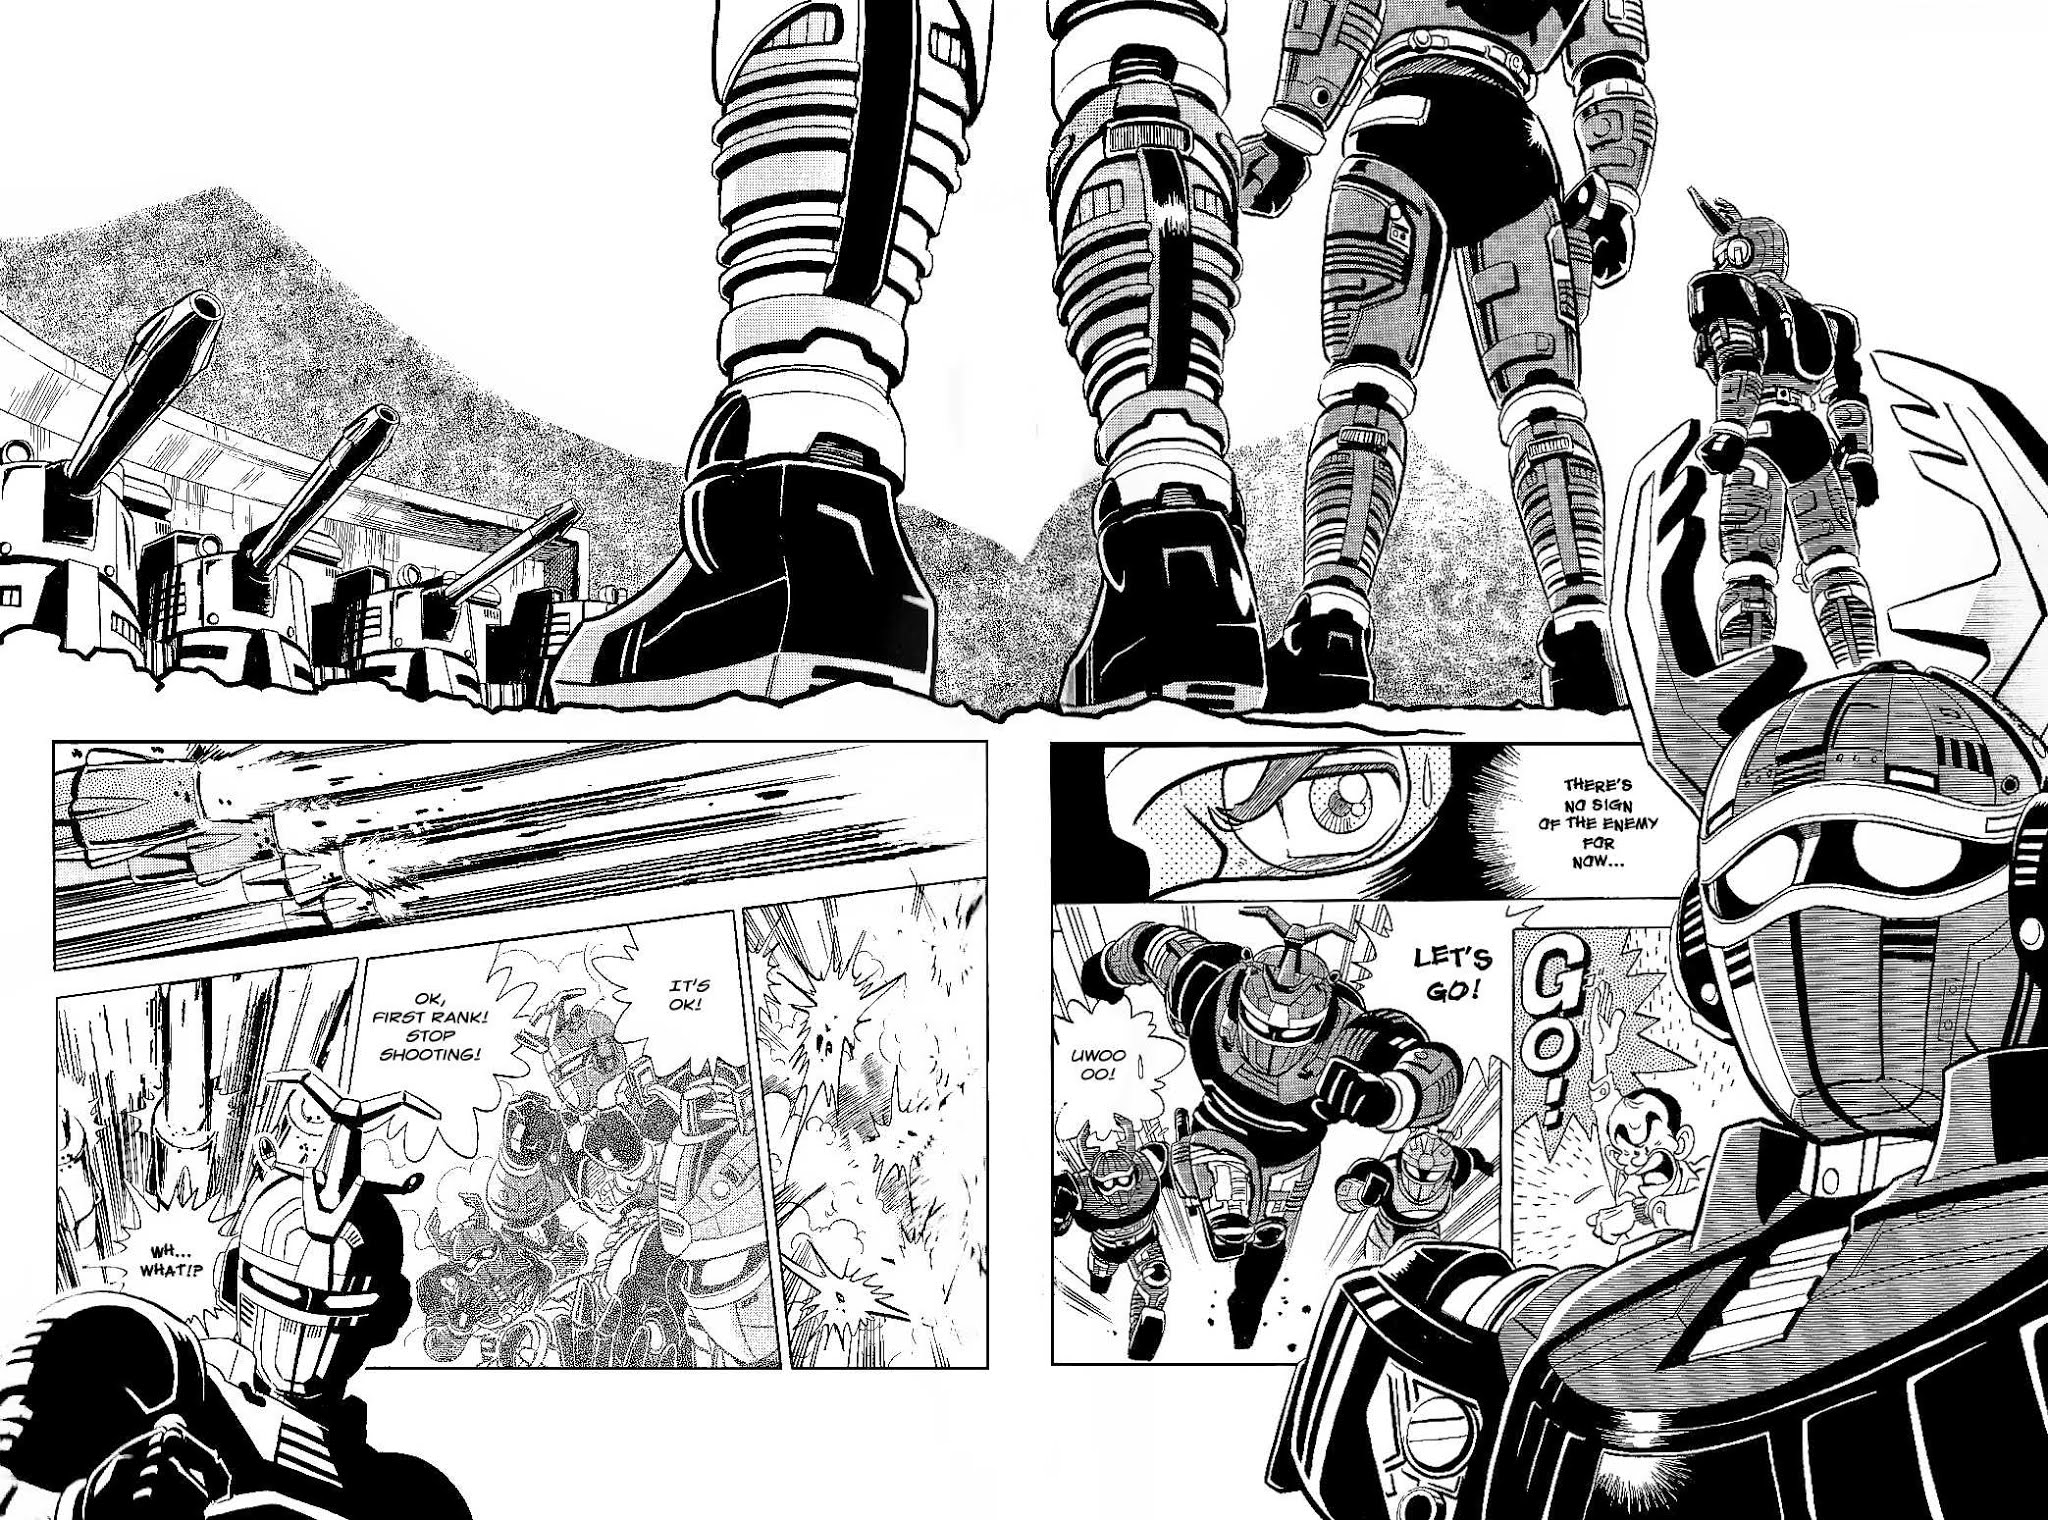 THERE'S
NO SIGN
OF THE ENEMY
FOR
NOW...
GO!
LET'S
GO!
UWOO
OO!
IT'S
OK!
OK,
FIRST RANK!
STOP
SHOOTING!
WH...
WHAT!?